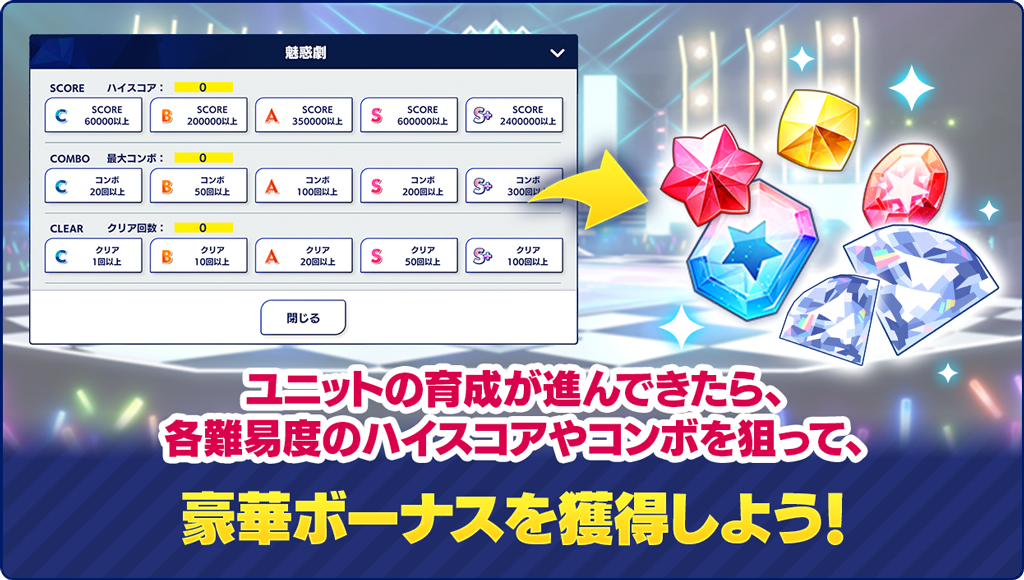 魅惑劇
SCORE ハイスコア： 0
C SCORE 60000以上
B SCORE 200000以上
A SCORE 350000以上
S SCORE 600000以上
S+ SCORE 2400000以上
COMBO 最大コンボ： 0
C コンボ 20回以上
B コンボ 50回以上
A コンボ 100回以上
S コンボ 200回以上
S+ コンボ 300回以上
CLEAR クリア回数： 0
C クリア 1回以上
B クリア 10回以上
A クリア 20回以上
S クリア 50回以上
S+ クリア 100回以上
閉じる
ユニットの育成が進んできたら、
各難易度のハイスコアやコンボを狙って、
豪華ボーナスを獲得しよう!